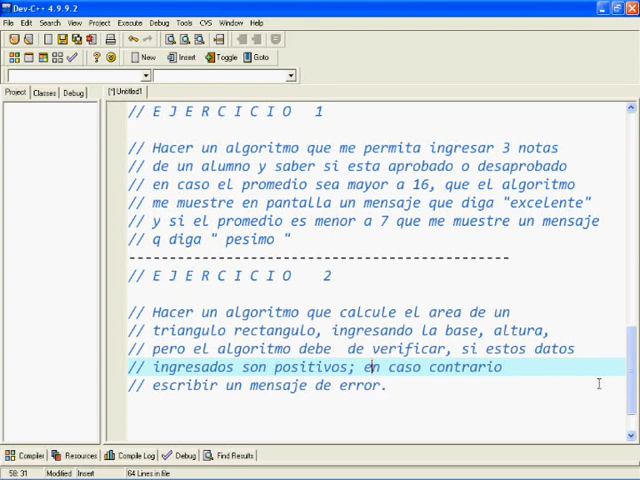 Dev-C++ 4.9.9.2
File Edit Search View Project Execute Debug Tools CVS Window Help
New Insert Toggle Goto
Project Classes Debug [*] Untitled1
// E J E R C I C I O 1
// Hacer un algoritmo que me permita ingresar 3 notas
// de un alumno y saber si esta aprobado o desaprobado
// en caso el promedio sea mayor a 16, que el algoritmo
// me muestre en pantalla un mensaje que diga "excelente"
// y si el promedio es menor a 7 que me muestre un mensaje
// q diga " pesimo "
-----------------------------------------------
// E J E R C I C I O 2
// Hacer un algoritmo que calcule el area de un
// triangulo rectangulo, ingresando la base, altura,
// pero el algoritmo debe de verificar, si estos datos
// ingresados son positivos; en caso contrario
// escribir un mensaje de error.
Compiler Resources Compile Log Debug Find Results
58: 31 Modified Insert 64 Lines in file